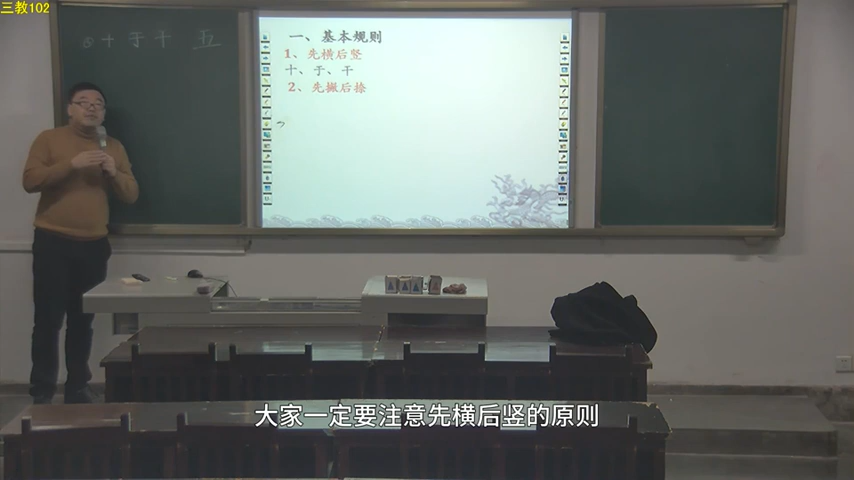 三教102
十 于 干 五
一、基本规则
1、先横后竖
十、于、干
2、先撇后捺
大家一定要注意先横后竖的原则